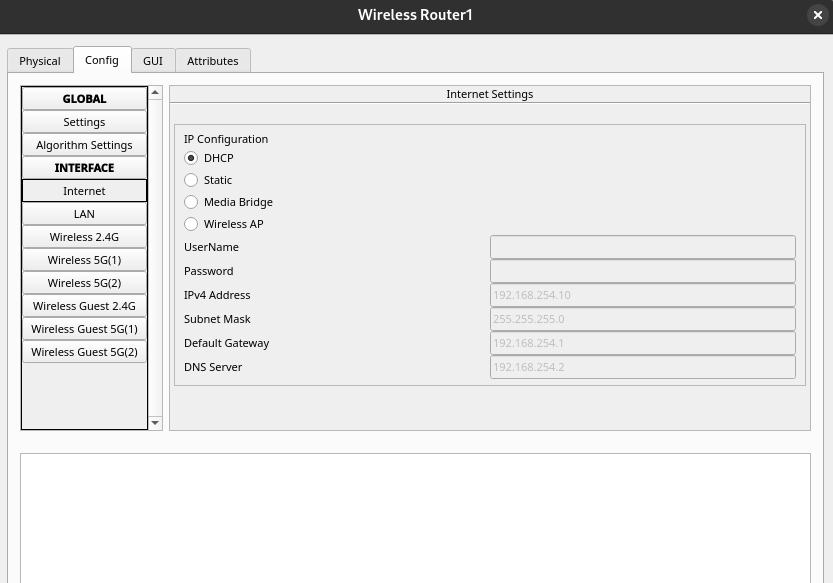 Wireless Router1
Physical Config GUI Attributes
GLOBAL
Settings
Algorithm Settings
INTERFACE
Internet
LAN
Wireless 2.4G
Wireless 5G(1)
Wireless 5G(2)
Wireless Guest 2.4G
Wireless Guest 5G(1)
Wireless Guest 5G(2)
Internet Settings
IP Configuration
DHCP
Static
Media Bridge
Wireless AP
UserName
Password
IPv4 Address 192.168.254.10
Subnet Mask 255.255.255.0
Default Gateway 192.168.254.1
DNS Server 192.168.254.2